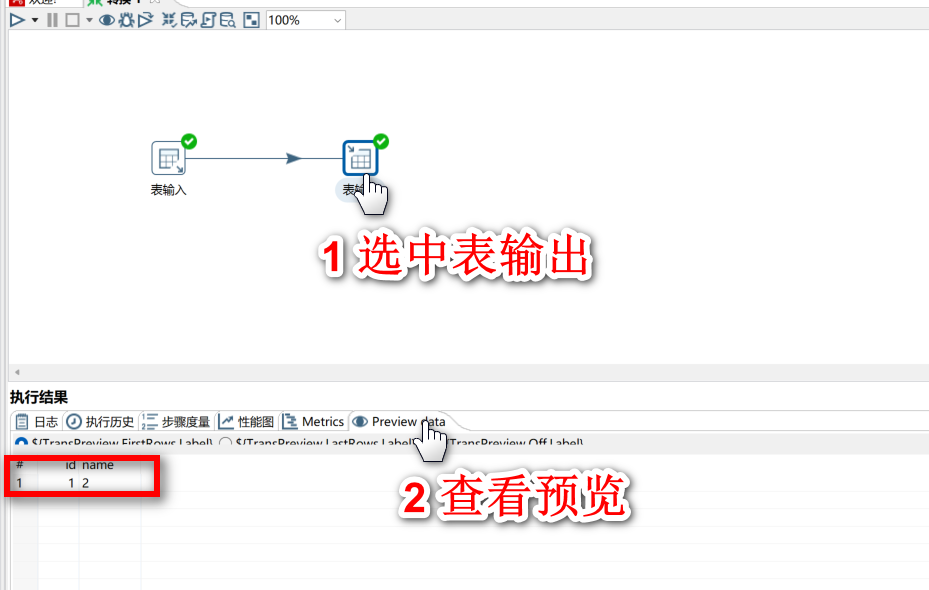 欢迎!
转换 1
100%
表输入
表输
1 选中表输出
执行结果
日志
执行历史
步骤度量
性能图
Metrics
Preview data
${TransPreview.FirstRows.Label}
${TransPreview.LastRows.Label}
TransPreview.Off.Label}
# id name
1 1 2
2 查看预览